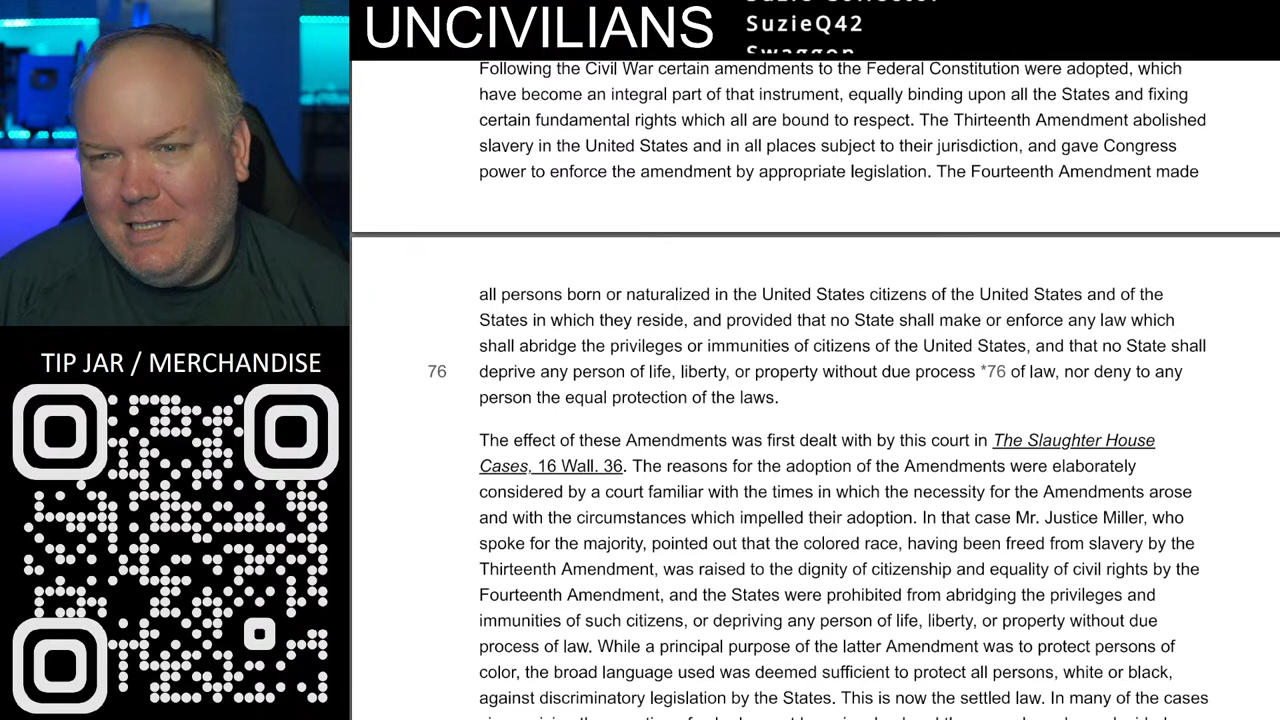 UNCIVILIANS
SuzieQ42
Swaggon
Following the Civil War certain amendments to the Federal Constitution were adopted, which
have become an integral part of that instrument, equally binding upon all the States and fixing
certain fundamental rights which all are bound to respect. The Thirteenth Amendment abolished
slavery in the United States and in all places subject to their jurisdiction, and gave Congress
power to enforce the amendment by appropriate legislation. The Fourteenth Amendment made
all persons born or naturalized in the United States citizens of the United States and of the
States in which they reside, and provided that no State shall make or enforce any law which
shall abridge the privileges or immunities of citizens of the United States, and that no State shall
76 deprive any person of life, liberty, or property without due process *76 of law, nor deny to any
person the equal protection of the laws.
The effect of these Amendments was first dealt with by this court in The Slaughter House
Cases, 16 Wall. 36. The reasons for the adoption of the Amendments were elaborately
considered by a court familiar with the times in which the necessity for the Amendments arose
and with the circumstances which impelled their adoption. In that case Mr. Justice Miller, who
spoke for the majority, pointed out that the colored race, having been freed from slavery by the
Thirteenth Amendment, was raised to the dignity of citizenship and equality of civil rights by the
Fourteenth Amendment, and the States were prohibited from abridging the privileges and
immunities of such citizens, or depriving any person of life, liberty, or property without due
process of law. While a principal purpose of the latter Amendment was to protect persons of
color, the broad language used was deemed sufficient to protect all persons, white or black,
against discriminatory legislation by the States. This is now the settled law. In many of the cases
TIP JAR / MERCHANDISE